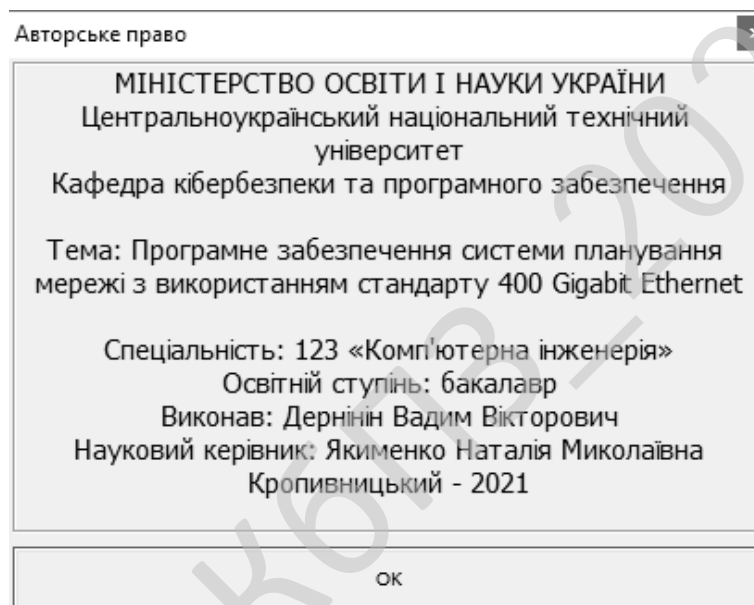 Авторське право
МІНІСТЕРСТВО ОСВІТИ І НАУКИ УКРАЇНИ
Центральноукраїнський національний технічний
університет
Кафедра кібербезпеки та програмного забезпечення
Тема: Програмне забезпечення системи планування
мережі з використанням стандарту 400 Gigabit Ethernet
Спеціальність: 123 «Комп'ютерна інженерія»
Освітній ступінь: бакалавр
Виконав: Дернінін Вадим Вікторович
Науковий керівник: Якименко Наталія Миколаївна
Кропивницький - 2021
ОК